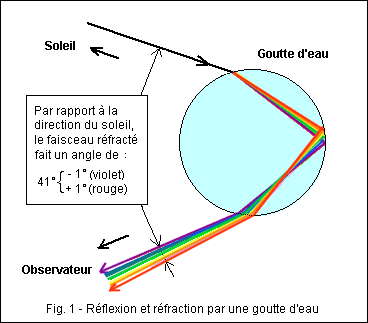 Soleil
Goutte d'eau
Par rapport à la
direction du soleil,
le faisceau réfracté
fait un angle de :
41° { - 1° (violet)
+ 1° (rouge)
Observateur
Fig. 1 - Réflexion et réfraction par une goutte d'eau